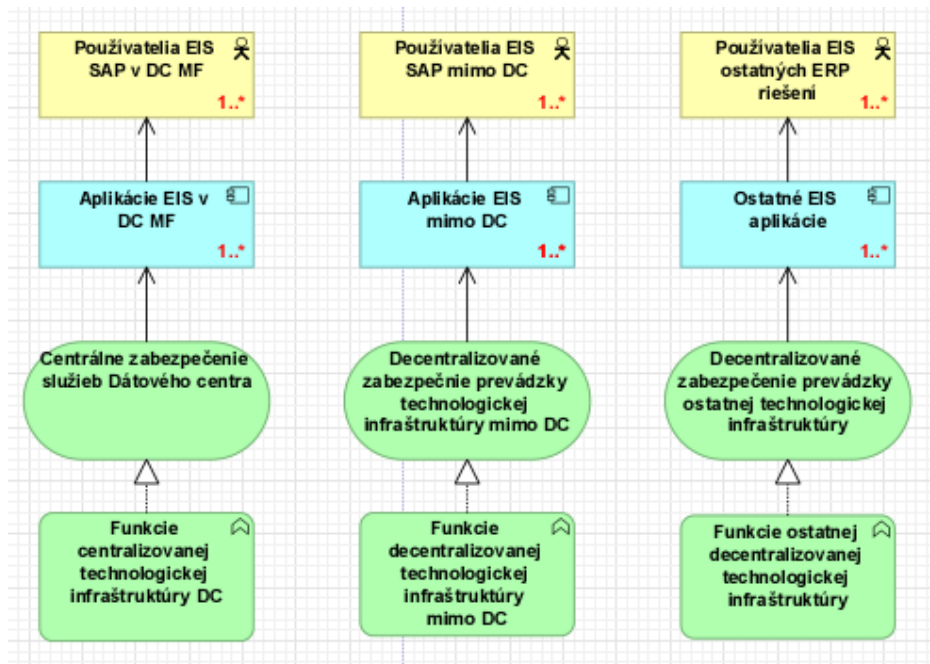 Používatelia EIS
SAP v DC MF
1..*
Používatelia EIS
SAP mimo DC
1..*
Používatelia EIS
ostatných ERP
riešení
1..*
Aplikácie EIS v
DC MF
1..*
Aplikácie EIS
mimo DC
1..*
Ostatné EIS
aplikácie
1..*
Centrálne zabezpečenie
služieb Dátového centra
Decentralizované
zabezpečnie prevádzky
technologickej
infraštruktúry mimo DC
Decentralizované
zabezpečenie prevádzky
ostatnej technologickej
infraštruktúry
Funkcie
centralizovanej
technologickej
infraštruktúry DC
Funkcie
decentralizovanej
technologickej
infraštruktúry
mimo DC
Funkcie ostatnej
decentralizovanej
technologickej
infraštruktúry